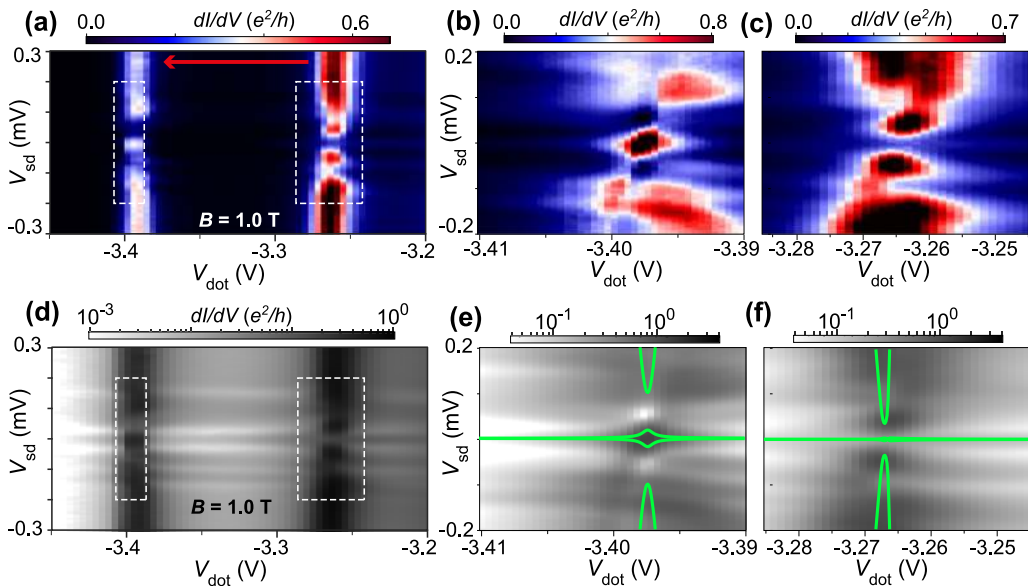 (a) dI/dV (e²/h) 0.0 0.6
0.3
V_sd (mV)
-0.3
B = 1.0 T
-3.4 -3.3 -3.2
V_dot (V)
(b) dI/dV (e²/h)
0.0 0.8
0.2
V_sd (mV)
-0.2
-3.41 -3.40 -3.39
V_dot (V)
(c) dI/dV (e²/h)
0.0 0.7
-3.28 -3.27 -3.26 -3.25
V_dot (V)
(d) 10⁻³ dI/dV (e²/h) 10⁰
0.3
V_sd (mV)
-0.3
B = 1.0 T
-3.4 -3.3 -3.2
V_dot (V)
(e) 10⁻¹ 10⁰
0.2
V_sd (mV)
-0.2
-3.41 -3.40 -3.39
V_dot (V)
(f) 10⁻¹ 10⁰
-3.28 -3.27 -3.26 -3.25
V_dot (V)